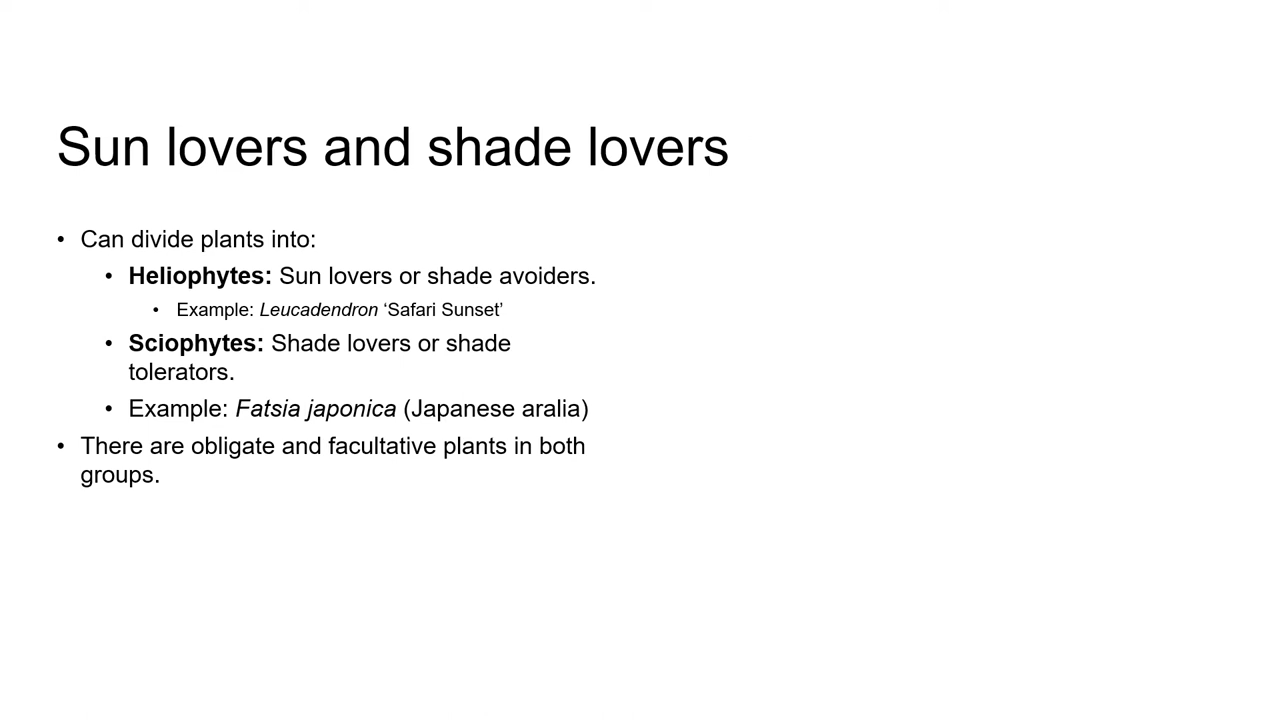 Sun lovers and shade lovers
• Can divide plants into:
• Heliophytes: Sun lovers or shade avoiders.
• Example: Leucadendron ‘Safari Sunset’
• Sciophytes: Shade lovers or shade
tolerators.
• Example: Fatsia japonica (Japanese aralia)
• There are obligate and facultative plants in both
groups.